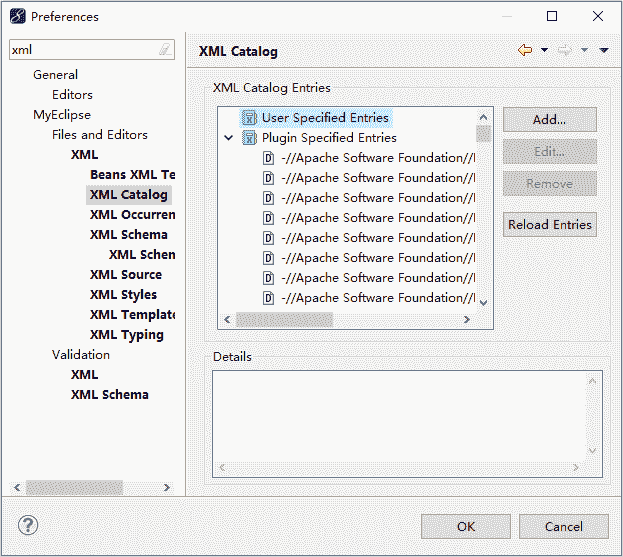 Preferences
xml
General
Editors
MyEclipse
Files and Editors
XML
Beans XML Te
XML Catalog
XML Occurren
XML Schema
XML Schen
XML Source
XML Styles
XML Template
XML Typing
Validation
XML
XML Schema
XML Catalog
XML Catalog Entries
User Specified Entries
Plugin Specified Entries
-//Apache Software Foundation//
-//Apache Software Foundation//
-//Apache Software Foundation//
-//Apache Software Foundation//
-//Apache Software Foundation//
-//Apache Software Foundation//
-//Apache Software Foundation//
-//Apache Software Foundation//
Add...
Edit...
Remove
Reload Entries
Details
OK
Cancel